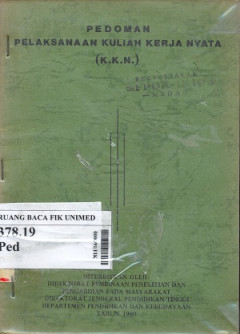 PEDOMAN
PELAKSANAAN KULIAH KERJA NYATA
(K.K.N.)
RUANG BACA FIK UNIMED
378.19
Ped
DITERBITKAN OLEH
DIREKTORAT PEMBINAAN PENELITIAN DAN
PENGABDIAN PADA MASYARAKAT
DIREKTORAT JENDERAL PENDIDIKAN TINGGI
DEPARTEMEN PENDIDIKAN DAN KEBUDAYAAN
TAHUN